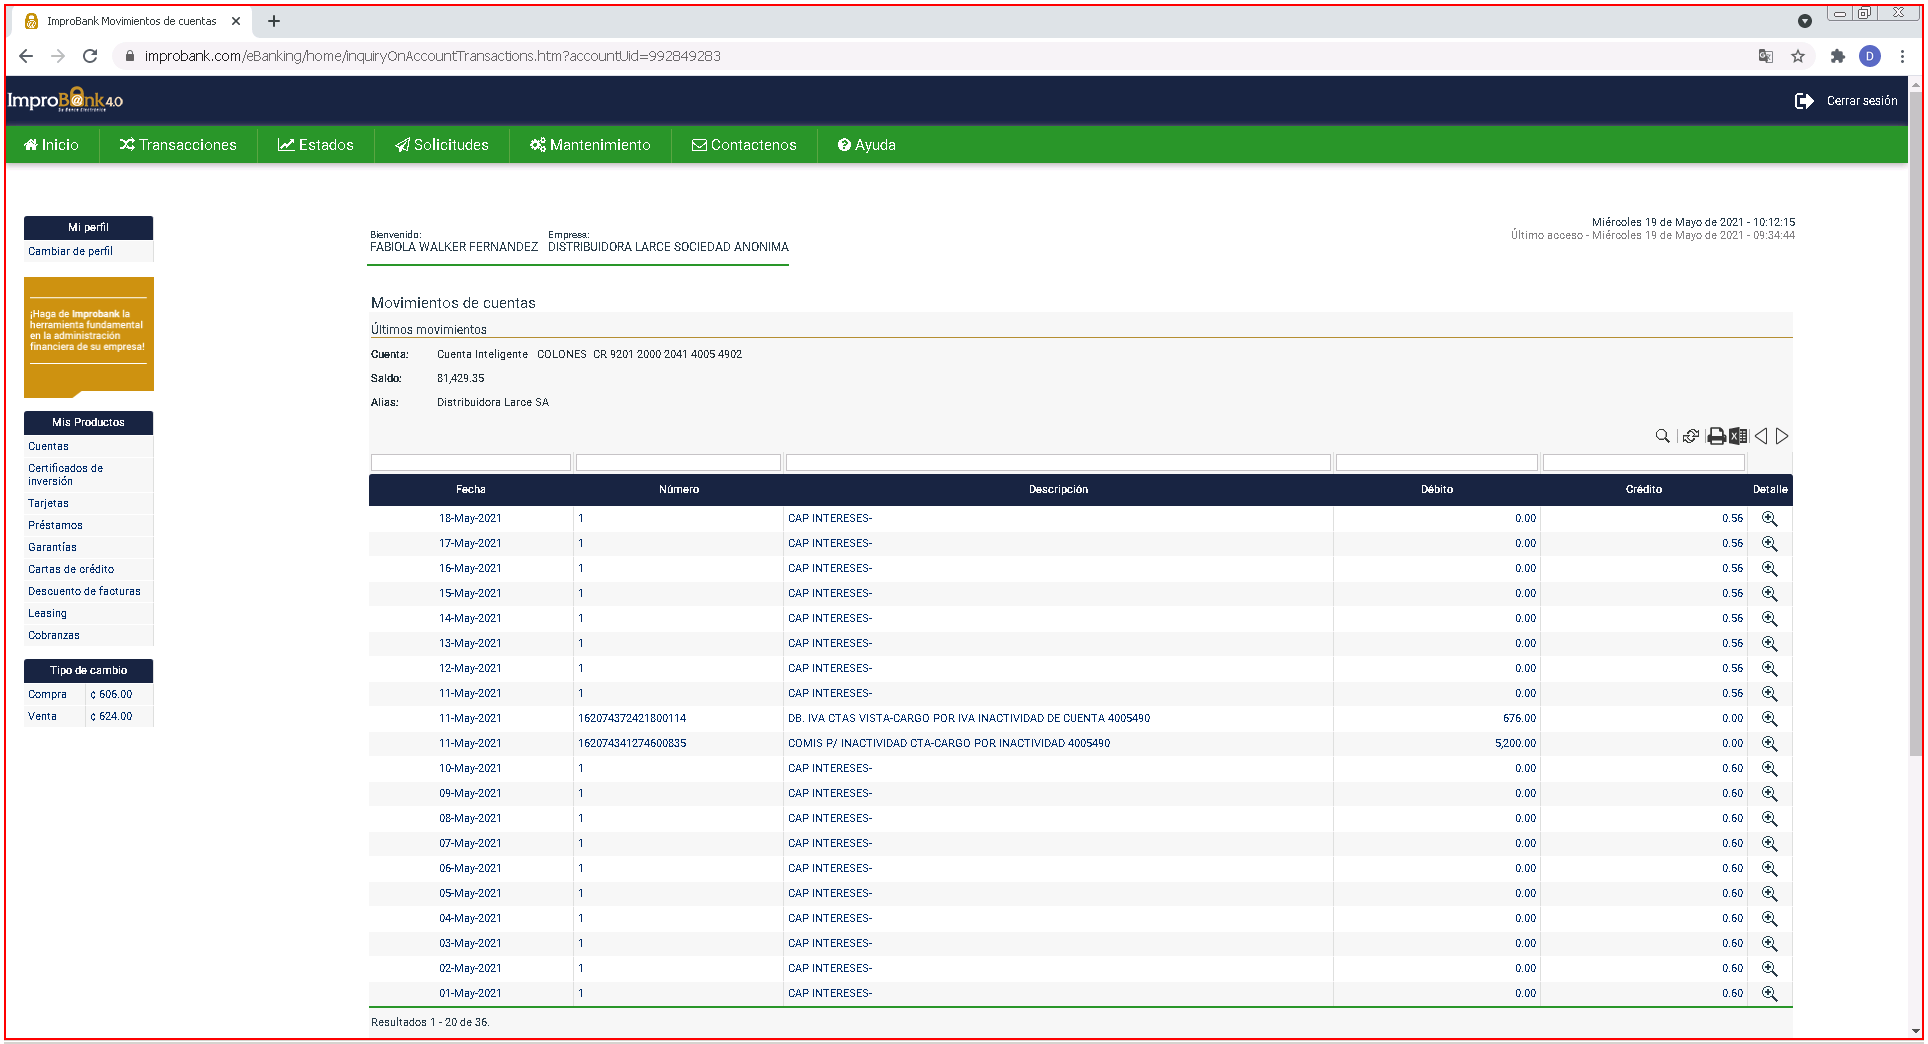 ImproBank Movimientos de cuentas
improbank.com/eBanking/home/inquiryOnAccountTransactions.htm?accountUid=992849283
D
ImproB@nk 4.0
Cerrar sesión
Inicio Transacciones Estados Solicitudes Mantenimiento Contactenos Ayuda
Mi perfil
Cambiar de perfil
¡Haga de Improbank la
herramienta fundamental
en la administración
financiera de su empresa!
Mis Productos
Cuentas
Certificados de
inversión
Tarjetas
Préstamos
Garantías
Cartas de crédito
Descuento de facturas
Leasing
Cobranzas
Tipo de cambio
Compra ¢ 606.00
Venta ¢ 624.00
Miércoles 19 de Mayo de 2021 - 10:12:15
Último acceso - Miércoles 19 de Mayo de 2021 - 09:34:44
Bienvenido: Empresa:
FABIOLA WALKER FERNANDEZ DISTRIBUIDORA LARCE SOCIEDAD ANONIMA
Movimientos de cuentas
Últimos movimientos
Cuenta: Cuenta Inteligente COLONES CR 9201 2000 2041 4005 4902
Saldo: 81,429.35
Alias: Distribuidora Larce SA
Fecha Número Descripción Débito Crédito Detalle
18-May-2021 1 CAP INTERESES- 0.00 0.56
17-May-2021 1 CAP INTERESES- 0.00 0.56
16-May-2021 1 CAP INTERESES- 0.00 0.56
15-May-2021 1 CAP INTERESES- 0.00 0.56
14-May-2021 1 CAP INTERESES- 0.00 0.56
13-May-2021 1 CAP INTERESES- 0.00 0.56
12-May-2021 1 CAP INTERESES- 0.00 0.56
11-May-2021 1 CAP INTERESES- 0.00 0.56
11-May-2021 162074372421800114 DB. IVA CTAS VISTA-CARGO POR IVA INACTIVIDAD DE CUENTA 4005490 676.00 0.00
11-May-2021 162074341274600835 COMIS P/ INACTIVIDAD CTA-CARGO POR INACTIVIDAD 4005490 5,200.00 0.00
10-May-2021 1 CAP INTERESES- 0.00 0.60
09-May-2021 1 CAP INTERESES- 0.00 0.60
08-May-2021 1 CAP INTERESES- 0.00 0.60
07-May-2021 1 CAP INTERESES- 0.00 0.60
06-May-2021 1 CAP INTERESES- 0.00 0.60
05-May-2021 1 CAP INTERESES- 0.00 0.60
04-May-2021 1 CAP INTERESES- 0.00 0.60
03-May-2021 1 CAP INTERESES- 0.00 0.60
02-May-2021 1 CAP INTERESES- 0.00 0.60
01-May-2021 1 CAP INTERESES- 0.00 0.60
Resultados 1 - 20 de 36.